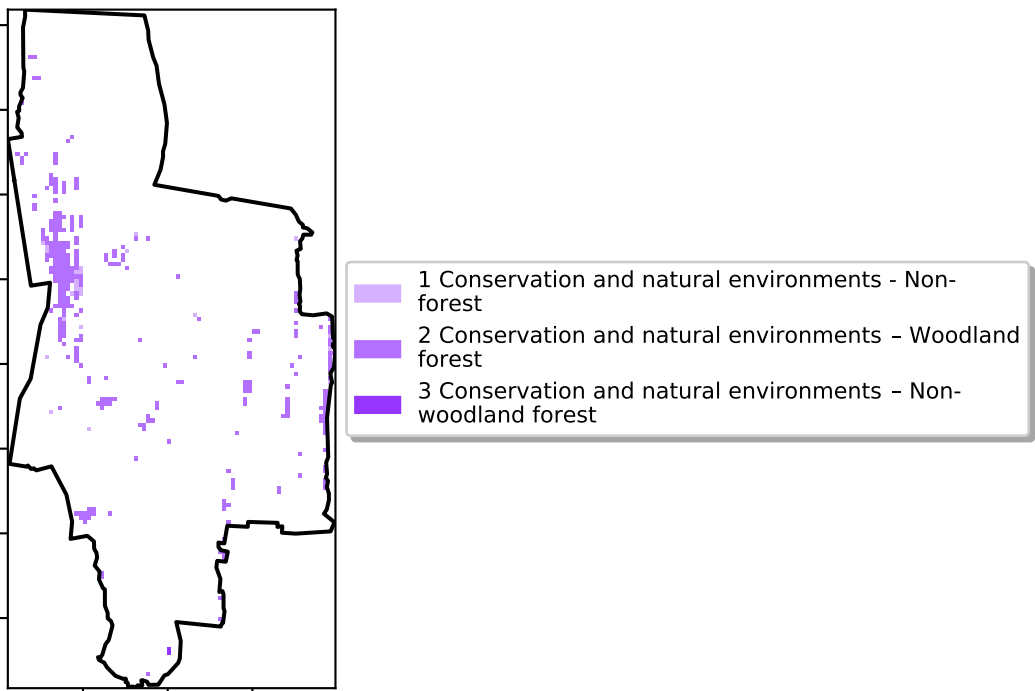 1 Conservation and natural environments - Non-
forest
2 Conservation and natural environments – Woodland
forest
3 Conservation and natural environments – Non-
woodland forest